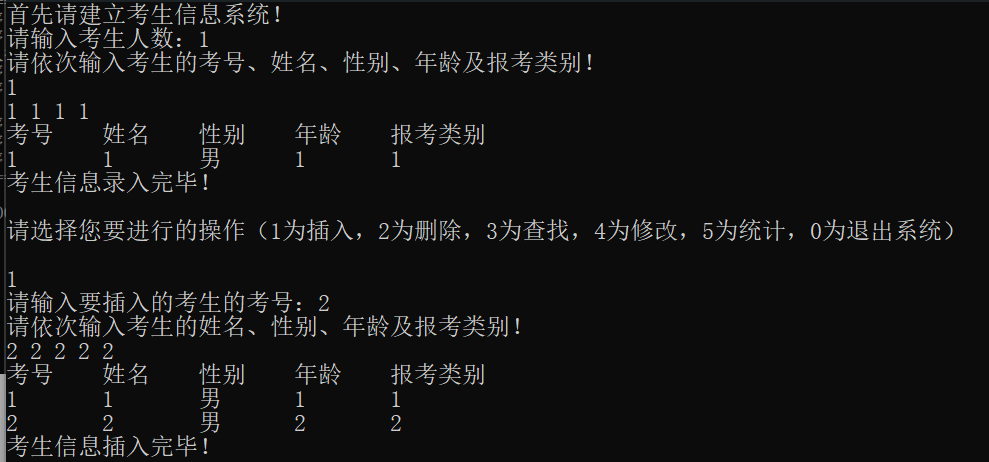 首先请建立考生信息系统！
请输入考生人数：1
请依次输入考生的考号、姓名、性别、年龄及报考类别！
1
1 1 1 1
考号 姓名 性别 年龄 报考类别
1 1 男 1 1
考生信息录入完毕！
请选择您要进行的操作（1为插入，2为删除，3为查找，4为修改，5为统计，0为退出系统）
1
请输入要插入的考生的考号：2
请依次输入考生的姓名、性别、年龄及报考类别！
2 2 2 2 2
考号 姓名 性别 年龄 报考类别
1 1 男 1 1
2 2 男 2 2
考生信息插入完毕！